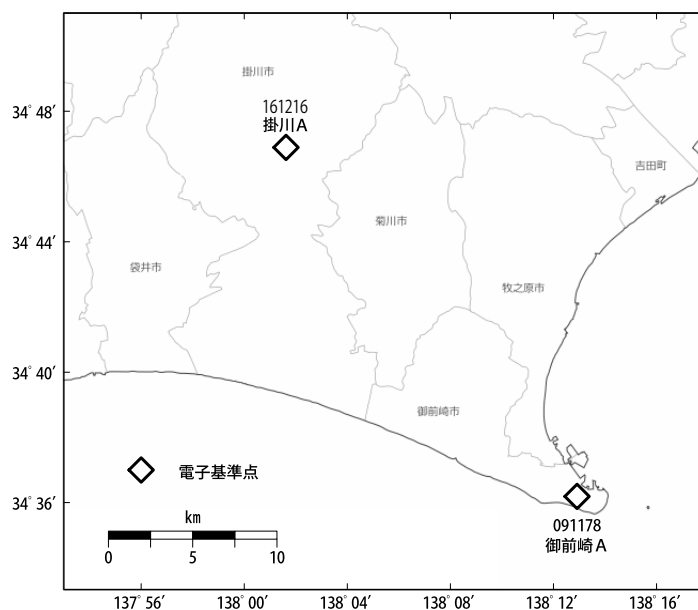 掛川市
161216
掛川A
34°48′
吉田町
菊川市
34°44′
袋井市
牧之原市
34°40′
御前崎市
電子基準点
34°36′
km
0 5 10
091178
御前崎A
137°56′ 138°00′ 138°04′ 138°08′ 138°12′ 138°16′